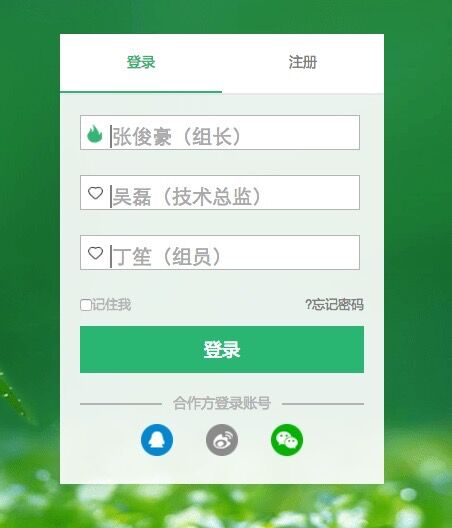 登录 注册
张俊豪（组长）
吴磊（技术总监）
丁笙（组员）
记住我 ?忘记密码
登录
合作方登录账号